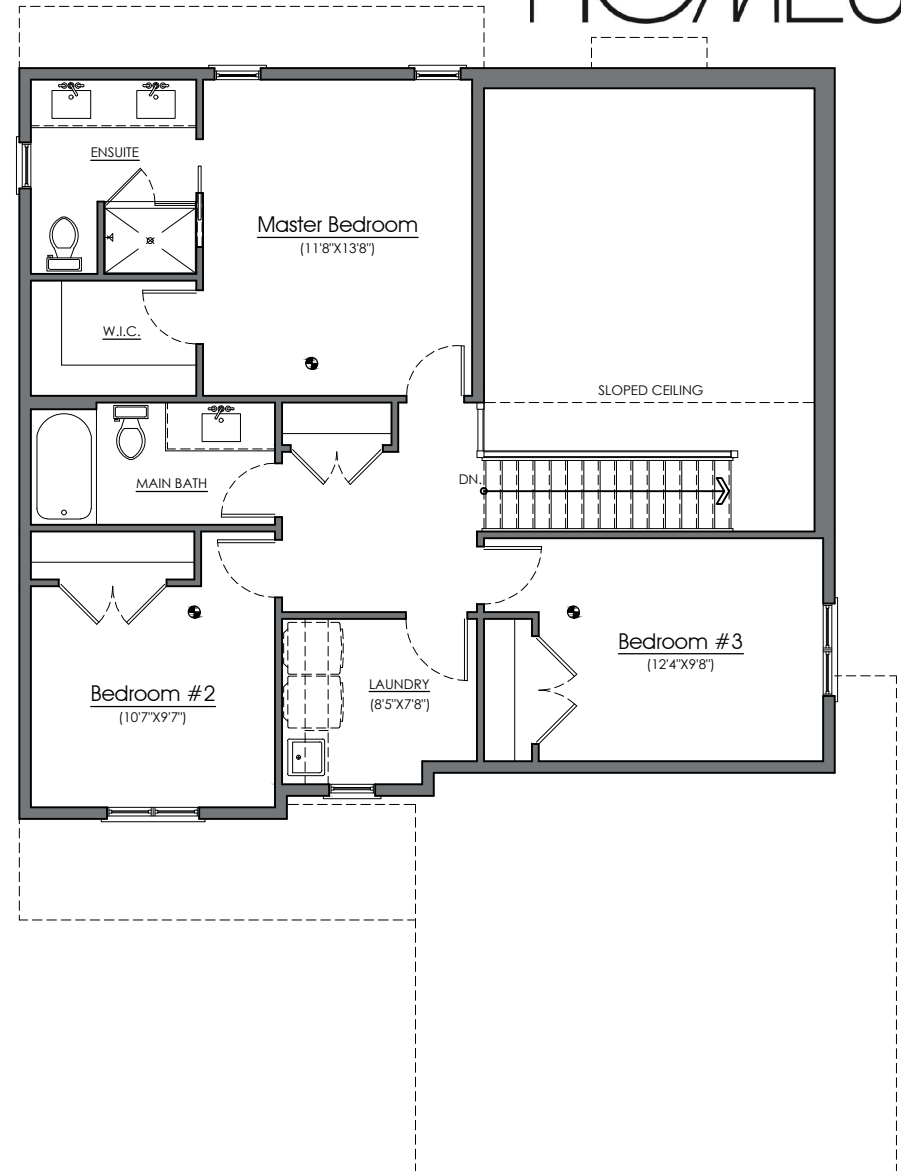 HOMES
ENSUITE
Master Bedroom
(11'8"X13'8")
W.I.C.
SLOPED CEILING
MAIN BATH
DN.
Bedroom #3
(12'4"X9'8")
Bedroom #2
(10'7"X9'7")
LAUNDRY
(8'5"X7'8")